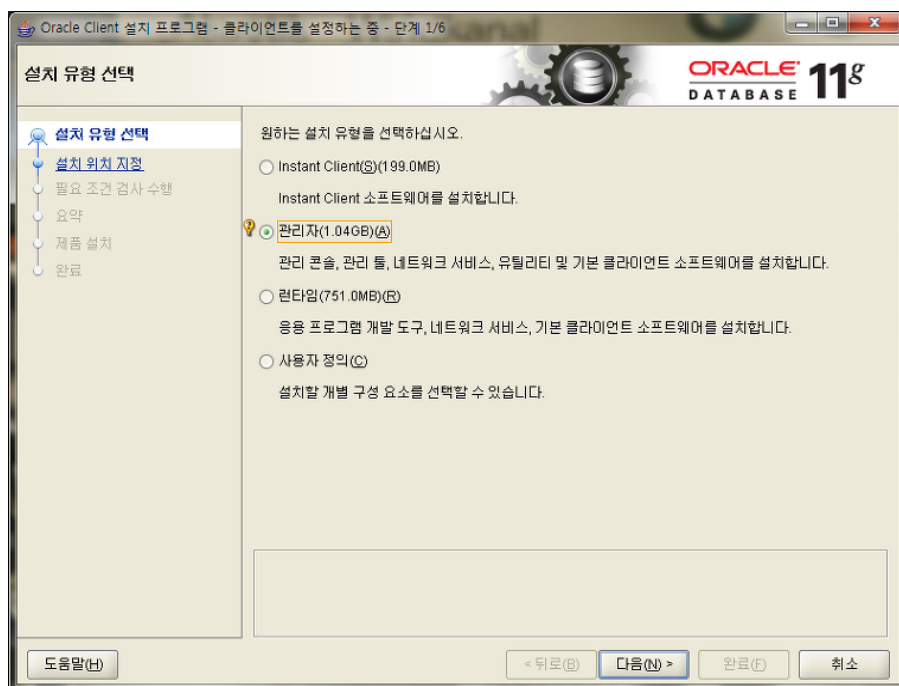 Oracle Client 설치 프로그램 - 클라이언트를 설정하는 중 - 단계 1/6
설치 유형 선택
ORACLE
DATABASE 11g
설치 유형 선택
설치 위치 지정
필요 조건 검사 수행
요약
제품 설치
완료
원하는 설치 유형을 선택하십시오.
Instant Client(S)(199.0MB)
Instant Client 소프트웨어를 설치합니다.
관리자(1.04GB)(A)
관리 콘솔, 관리 툴, 네트워크 서비스, 유틸리티 및 기본 클라이언트 소프트웨어를 설치합니다.
런타임(751.0MB)(R)
응용 프로그램 개발 도구, 네트워크 서비스, 기본 클라이언트 소프트웨어를 설치합니다.
사용자 정의(C)
설치할 개별 구성 요소를 선택할 수 있습니다.
도움말(H)
< 뒤로(B)
다음(N) >
완료(F)
취소